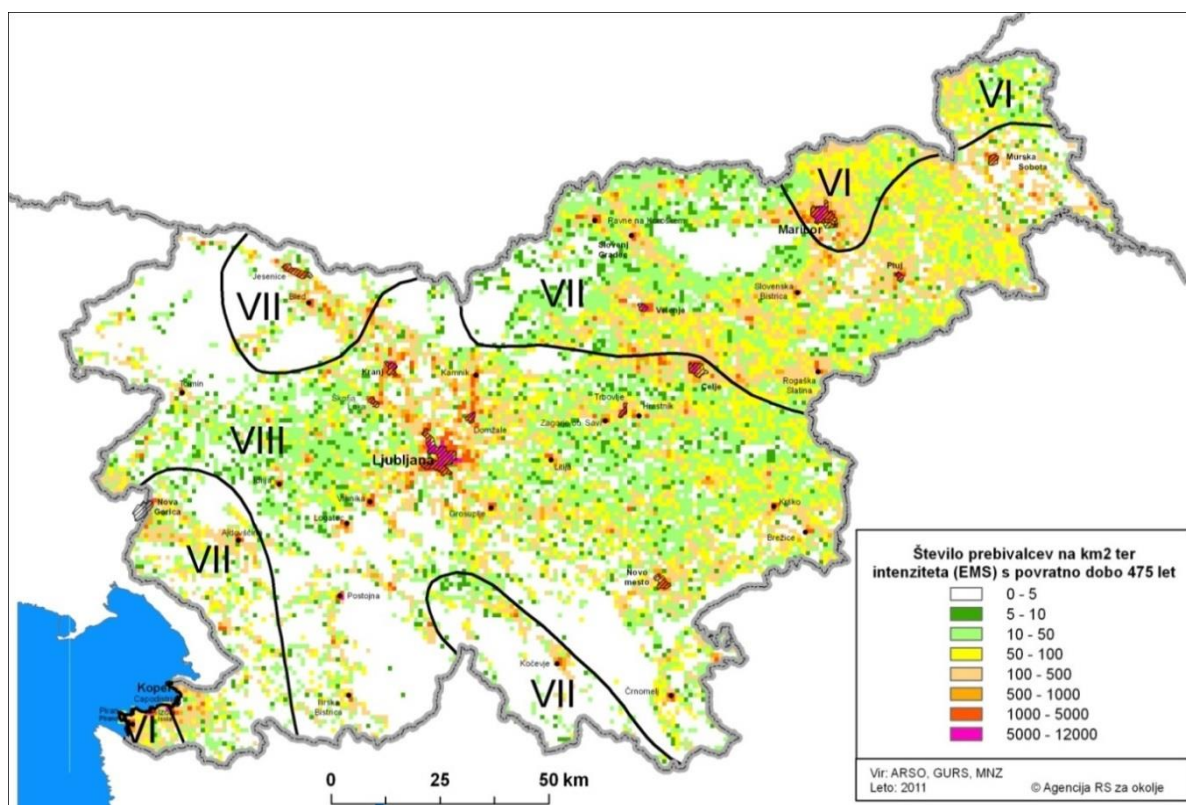 VI
Murska
Sobota
VI
Maribor
Ravne na Koroškem
Slovenj
Gradec
Ptuj
Slovenska
Bistrica
Jesenice
Bled
VII
VII
Velenje
Kranj
Kamnik
Celje
Rogaška
Slatina
Tolmin
Škofja
Loka
Trbovlje
Hrastnik
Zagorje ob Savi
Domžale
VIII
Ljubljana
Litija
Idrija
Vrhnika
Nova
Gorica
Logatec
Grosuplje
Krško
Ajdovščina
Brežice
VII
Novo
mesto
Postojna
Kočevje
VII
Črnomelj
Koper
Capodistria
Ilirska
Bistrica
Piran
VI
Število prebivalcev na km2 ter
intenziteta (EMS) s povratno dobo 475 let
0 - 5
5 - 10
10 - 50
50 - 100
100 - 500
500 - 1000
1000 - 5000
5000 - 12000
Vir: ARSO, GURS, MNZ
Leto: 2011 © Agencija RS za okolje
0 25 50 km